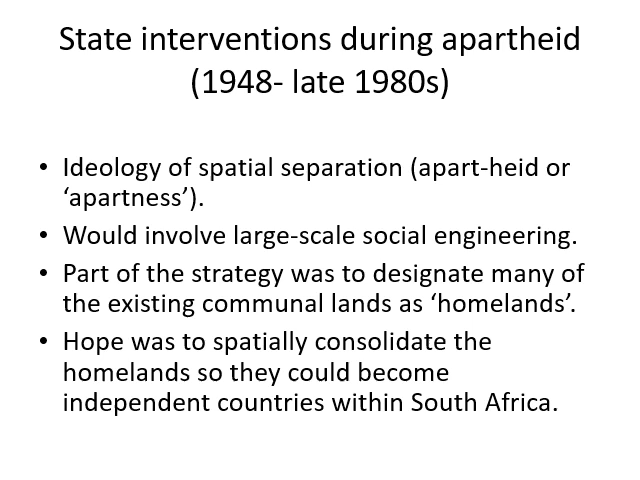 State interventions during apartheid
(1948- late 1980s)
• Ideology of spatial separation (apart-heid or
‘apartness’).
• Would involve large-scale social engineering.
• Part of the strategy was to designate many of
the existing communal lands as ‘homelands’.
• Hope was to spatially consolidate the
homelands so they could become
independent countries within South Africa.